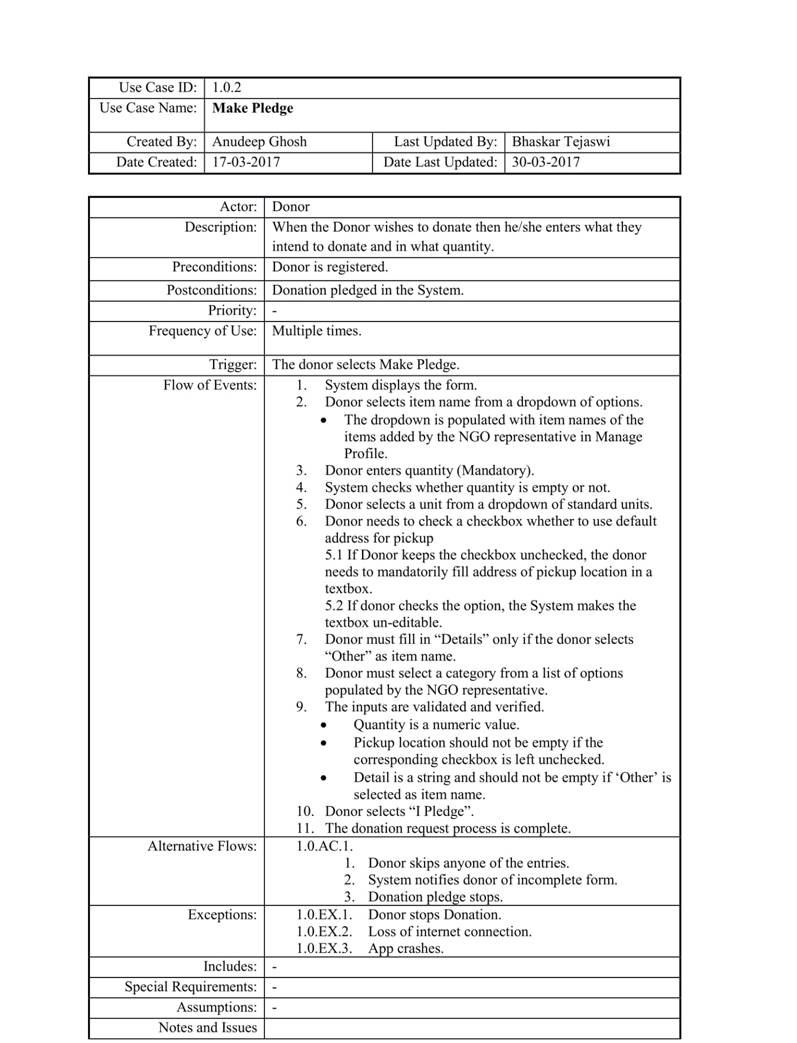 Use Case ID: 1.0.2
Use Case Name: Make Pledge
Created By: Anudeep Ghosh Last Updated By: Bhaskar Tejaswi
Date Created: 17-03-2017 Date Last Updated: 30-03-2017
Actor: Donor
Description: When the Donor wishes to donate then he/she enters what they
intend to donate and in what quantity.
Preconditions: Donor is registered.
Postconditions: Donation pledged in the System.
Priority: -
Frequency of Use: Multiple times.
Trigger: The donor selects Make Pledge.
Flow of Events: 1. System displays the form.
2. Donor selects item name from a dropdown of options.
• The dropdown is populated with item names of the
items added by the NGO representative in Manage
Profile.
3. Donor enters quantity (Mandatory).
4. System checks whether quantity is empty or not.
5. Donor selects a unit from a dropdown of standard units.
6. Donor needs to check a checkbox whether to use default
address for pickup
5.1 If Donor keeps the checkbox unchecked, the donor
needs to mandatorily fill address of pickup location in a
textbox.
5.2 If donor checks the option, the System makes the
textbox un-editable.
7. Donor must fill in “Details” only if the donor selects
“Other” as item name.
8. Donor must select a category from a list of options
populated by the NGO representative.
9. The inputs are validated and verified.
• Quantity is a numeric value.
• Pickup location should not be empty if the
corresponding checkbox is left unchecked.
• Detail is a string and should not be empty if ‘Other’ is
selected as item name.
10. Donor selects “I Pledge”.
11. The donation request process is complete.
Alternative Flows: 1.0.AC.1.
1. Donor skips anyone of the entries.
2. System notifies donor of incomplete form.
3. Donation pledge stops.
Exceptions: 1.0.EX.1. Donor stops Donation.
1.0.EX.2. Loss of internet connection.
1.0.EX.3. App crashes.
Includes: -
Special Requirements: -
Assumptions: -
Notes and Issues